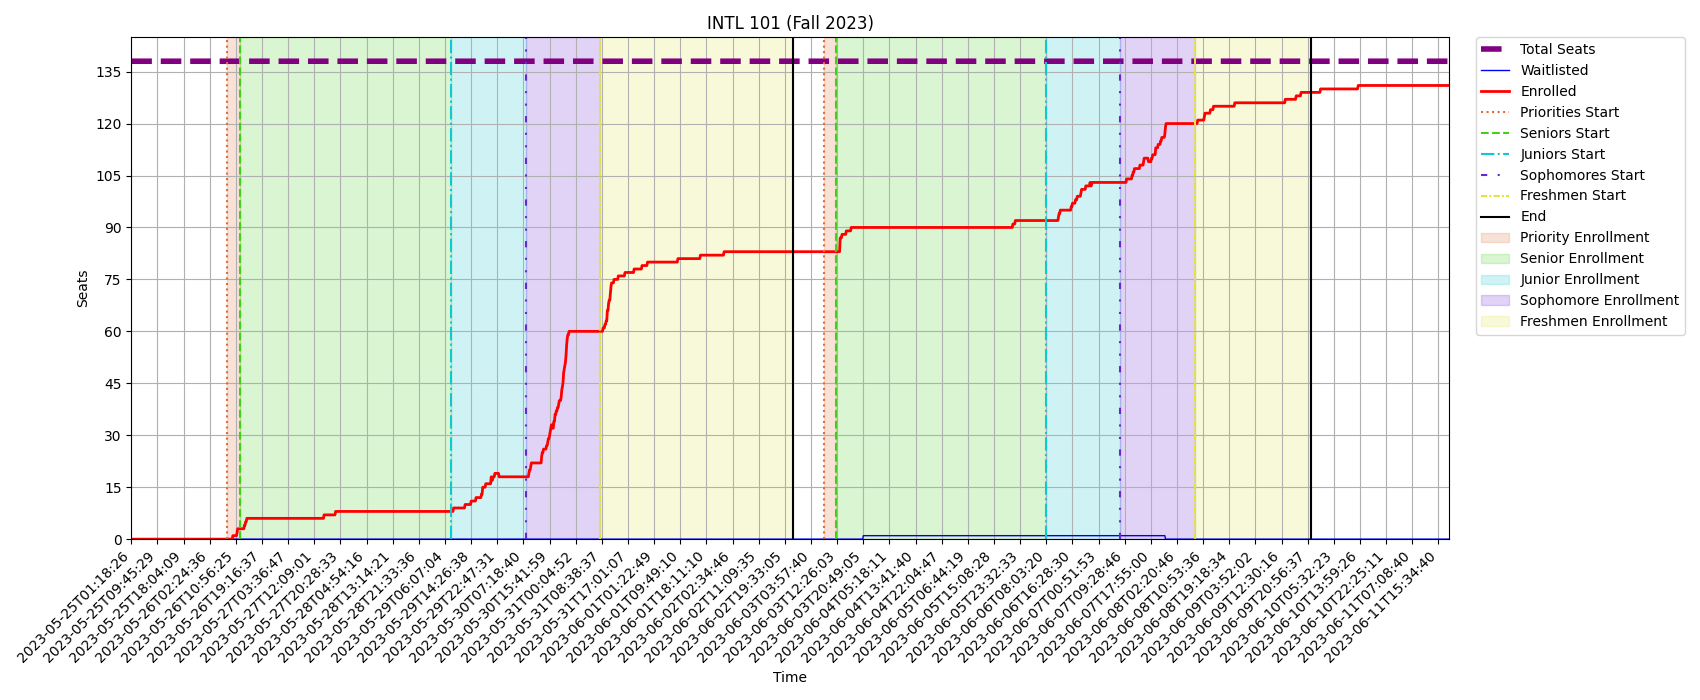 INTL 101 (Fall 2023)
Seats
135
120
105
90
75
60
45
30
15
0
2023-05-25T01:18:26
2023-05-25T09:45:29
2023-05-25T18:04:09
2023-05-26T02:24:36
2023-05-26T10:56:25
2023-05-26T19:16:37
2023-05-27T03:36:47
2023-05-27T12:09:01
2023-05-27T20:28:33
2023-05-28T04:54:16
2023-05-28T13:14:21
2023-05-28T21:33:36
2023-05-29T06:07:04
2023-05-29T14:26:38
2023-05-29T22:47:31
2023-05-30T07:18:40
2023-05-30T15:41:59
2023-05-31T00:04:52
2023-05-31T08:38:37
2023-05-31T17:01:07
2023-06-01T01:22:49
2023-06-01T09:49:10
2023-06-01T18:11:10
2023-06-02T02:34:46
2023-06-02T11:09:35
2023-06-02T19:33:05
2023-06-03T03:57:40
2023-06-03T12:26:03
2023-06-03T20:49:05
2023-06-04T05:18:11
2023-06-04T13:41:40
2023-06-04T22:04:47
2023-06-05T06:44:19
2023-06-05T15:08:28
2023-06-05T23:32:33
2023-06-06T08:03:20
2023-06-06T16:28:30
2023-06-07T00:51:53
2023-06-07T09:28:46
2023-06-07T17:55:00
2023-06-08T02:20:46
2023-06-08T10:53:36
2023-06-08T19:18:34
2023-06-09T03:52:02
2023-06-09T12:30:16
2023-06-09T20:56:37
2023-06-10T05:32:23
2023-06-10T13:59:26
2023-06-10T22:25:11
2023-06-11T07:08:40
2023-06-11T15:34:40
Time
Total Seats
Waitlisted
Enrolled
Priorities Start
Seniors Start
Juniors Start
Sophomores Start
Freshmen Start
End
Priority Enrollment
Senior Enrollment
Junior Enrollment
Sophomore Enrollment
Freshmen Enrollment